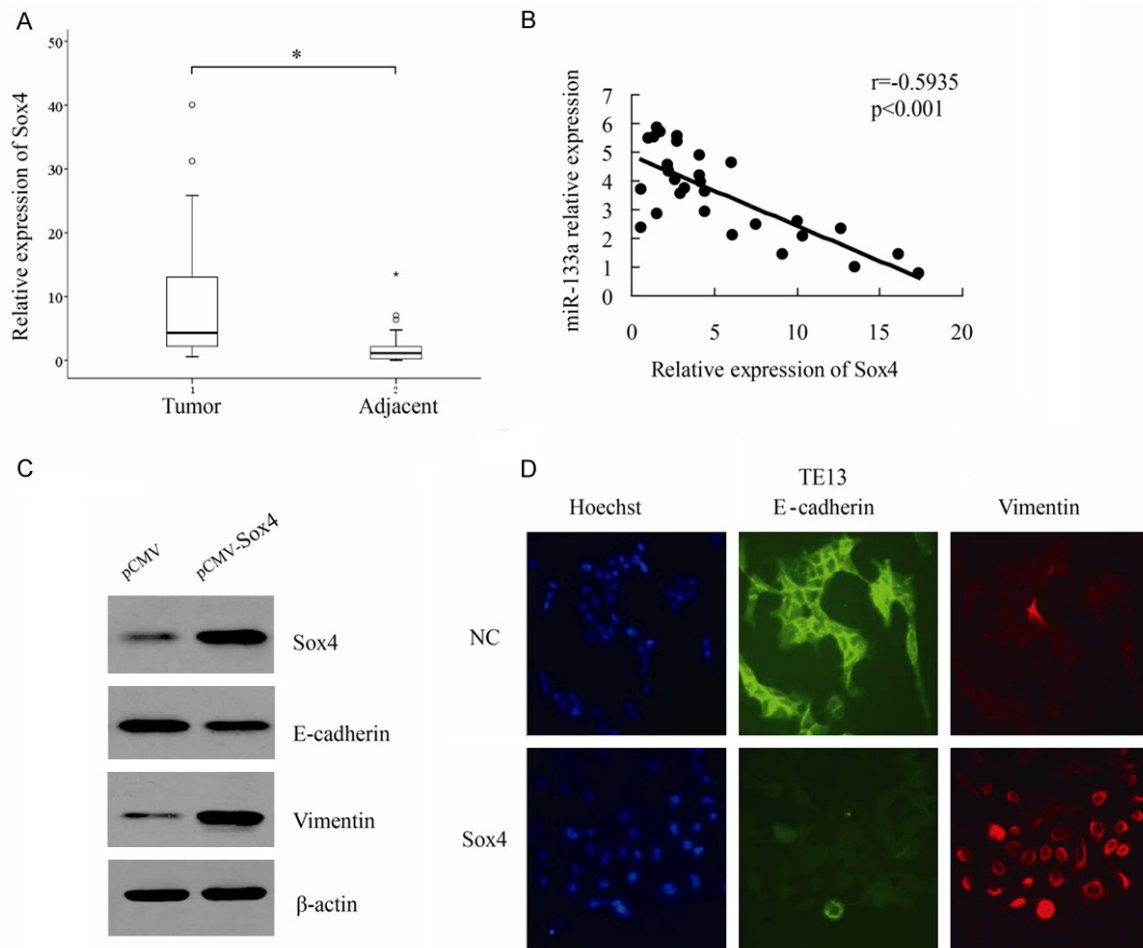 A
50
40
30
20
10
0
Relative expression of Sox4
*
*
1
2
Tumor
Adjacent
B
r=-0.5935
p<0.001
miR-133a relative expression
7
6
5
4
3
2
1
0
0
5
10
15
20
Relative expression of Sox4
C
pCMV
pCMV-Sox4
Sox4
E-cadherin
Vimentin
β-actin
D
TE13
Hoechst
E-cadherin
Vimentin
NC
Sox4